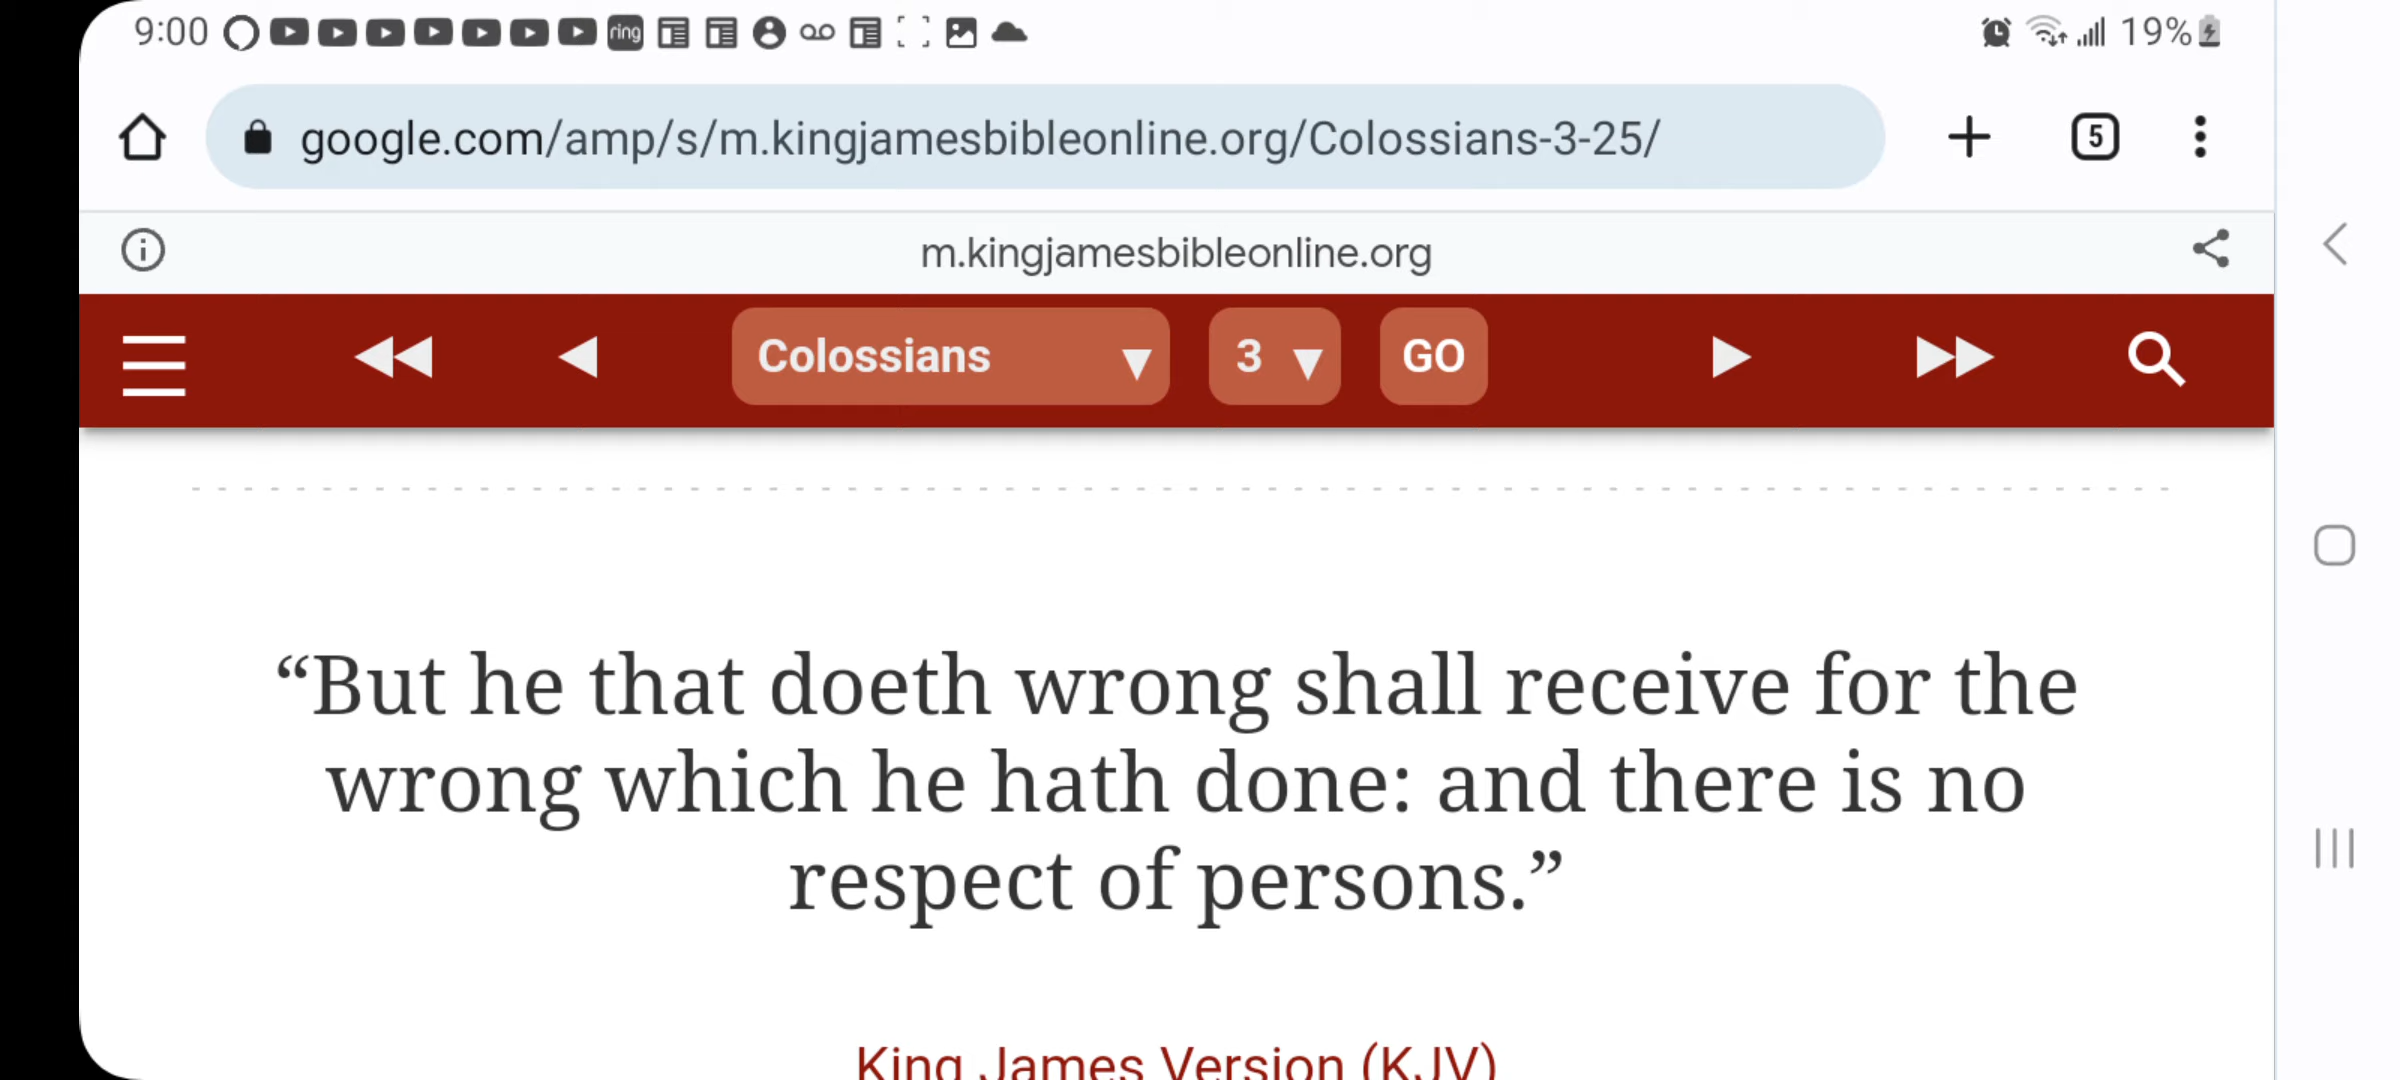 9:00 ring 19%
google.com/amp/s/m.kingjamesbibleonline.org/Colossians-3-25/ 5
m.kingjamesbibleonline.org
Colossians 3 GO
“But he that doeth wrong shall receive for the
wrong which he hath done: and there is no
respect of persons.”
King James Version (KJV)